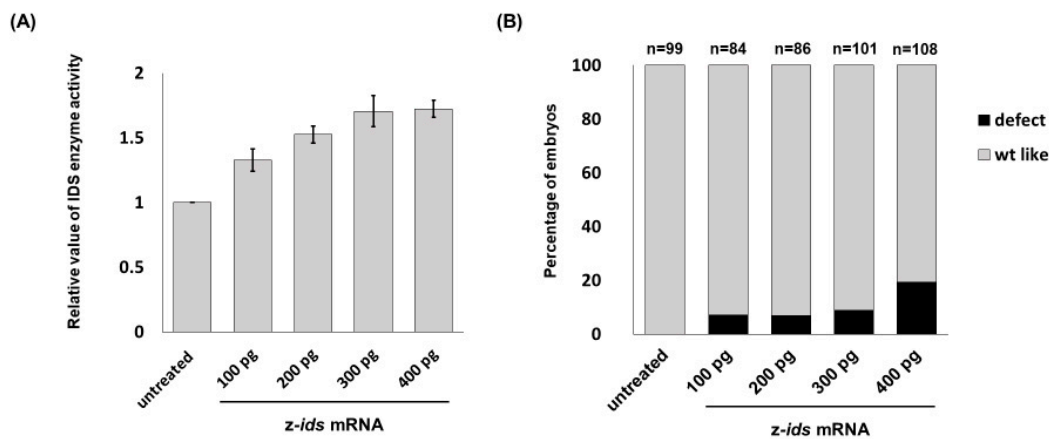 (A)
Relative value of IDS enzyme activity
2
1.5
1
0.5
0
untreated
100 pg
200 pg
300 pg
400 pg
z-ids mRNA
(B)
n=99 n=84 n=86 n=101 n=108
Percentage of embryos
100
80
60
40
20
0
untreated
100 pg
200 pg
300 pg
400 pg
z-ids mRNA
defect
wt like